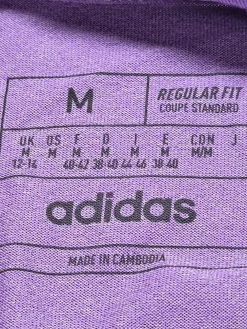 M
REGULAR FIT
COUPE STANDARD
UK US F D I E CON J
M M M M M M M/M
12-14 40-42 38-40 44-46 38-40
adidas
MADE IN CAMBODIA